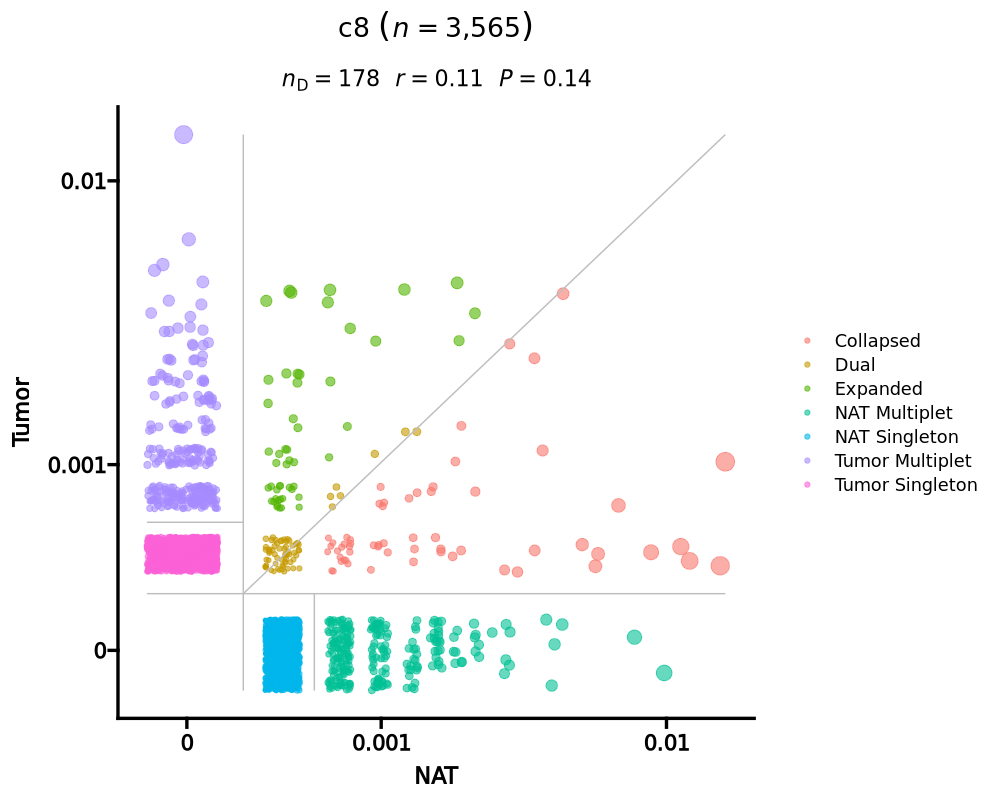 c8 (n = 3,565)
n_D = 178 r = 0.11 P = 0.14
0.01
0.001
0
Tumor
0
0.001
0.01
NAT
Collapsed
Dual
Expanded
NAT Multiplet
NAT Singleton
Tumor Multiplet
Tumor Singleton